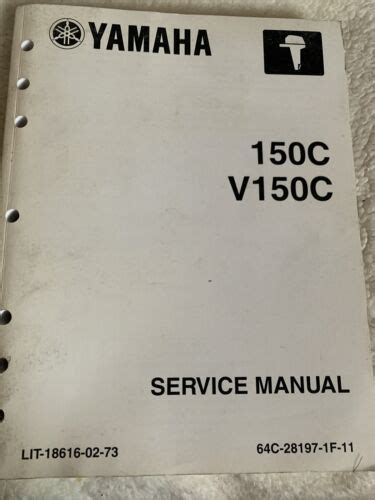 YAMAHA
150C
V150C
SERVICE MANUAL
LIT-18616-02-73
64C-28197-1F-11